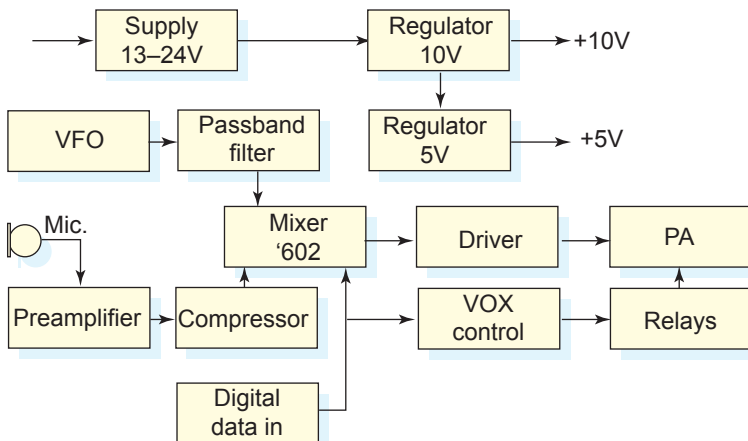 Supply
13–24V
Regulator
10V
+10V
VFO
Passband
filter
Regulator
5V
+5V
Mic.
Mixer
‘602
Driver
PA
Preamplifier
Compressor
VOX
control
Relays
Digital
data in